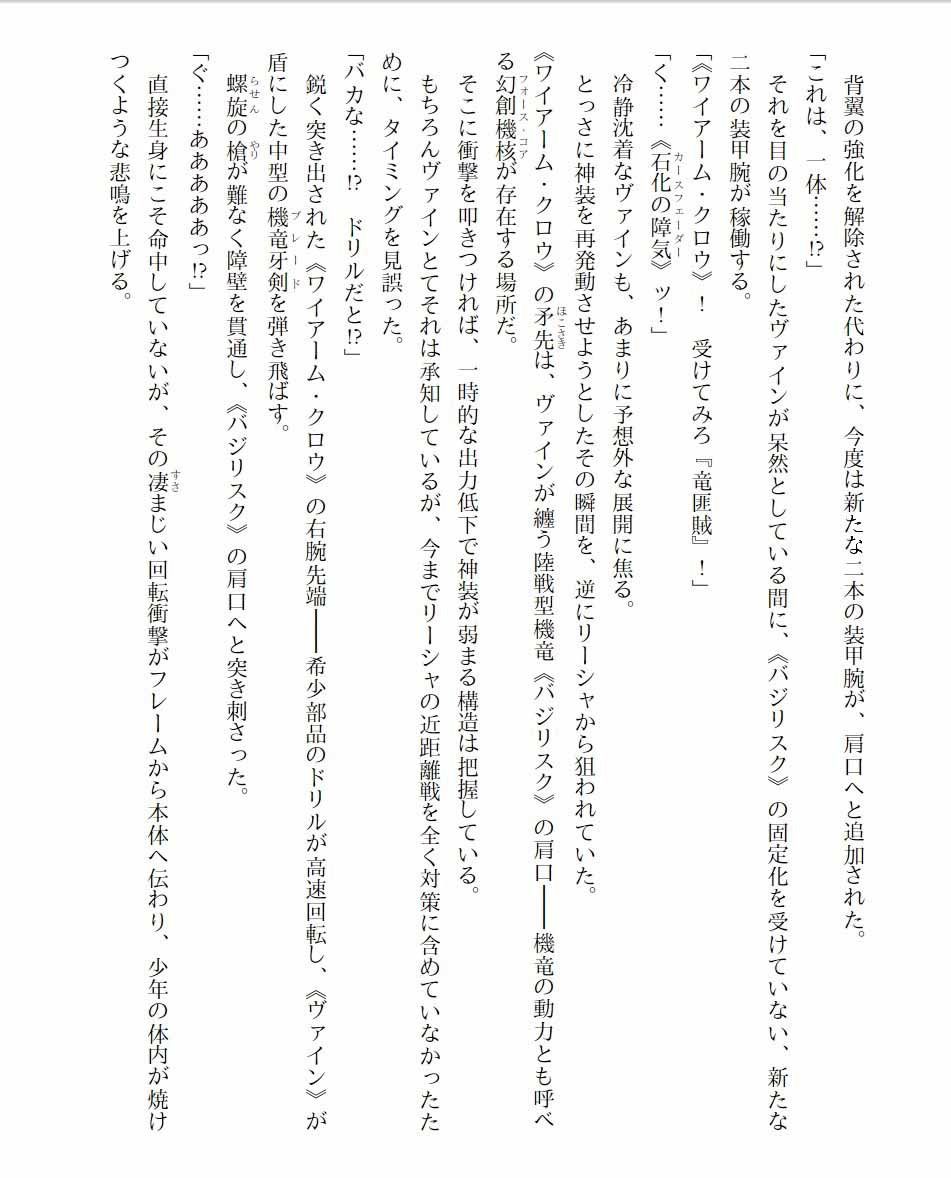 背翼の強化を解除された代わりに、今度は新たな二本の装甲腕が、肩口へと追加された。
「これは、一体……!?」
　それを目の当たりにしたヴァインが呆然としている間に、《バジリスク》の固定化を受けていない、新たな
二本の装甲腕が稼働する。
「《ワイアーム・クロウ》！　受けてみろ『竜匪賊』！」
「く……《石化の障気》ッ！」
カースフェーダー
　冷静沈着なヴァインも、あまりに予想外な展開に焦る。
　とっさに神装を再発動させようとしたその瞬間を、逆にリーシャから狙われていた。
《ワイアーム・クロウ》の矛先は、ヴァインが纏う陸戦型機竜《バジリスク》の肩口――機竜の動力とも呼べ
ほこさき
る幻創機核が存在する場所だ。
フォース・コア
　そこに衝撃を叩きつければ、一時的な出力低下で神装が弱まる構造は把握している。
　もちろんヴァインとてそれは承知しているが、今までリーシャの近距離戦を全く対策に含めていなかったた
めに、タイミングを見誤った。
「バカな……!?　ドリルだと!?」
　鋭く突き出された《ワイアーム・クロウ》の右腕先端――希少部品のドリルが高速回転し、《ヴァイン》が
盾にした中型の機竜牙剣を弾き飛ばす。
ブレード
　螺旋の槍が難なく障壁を貫通し、《バジリスク》の肩口へと突き刺さった。
らせん　やり
「ぐ……あああああっ!?」
　直接生身にこそ命中していないが、その凄まじい回転衝撃がフレームから本体へ伝わり、少年の体内が焼け
すさ
つくような悲鳴を上げる。